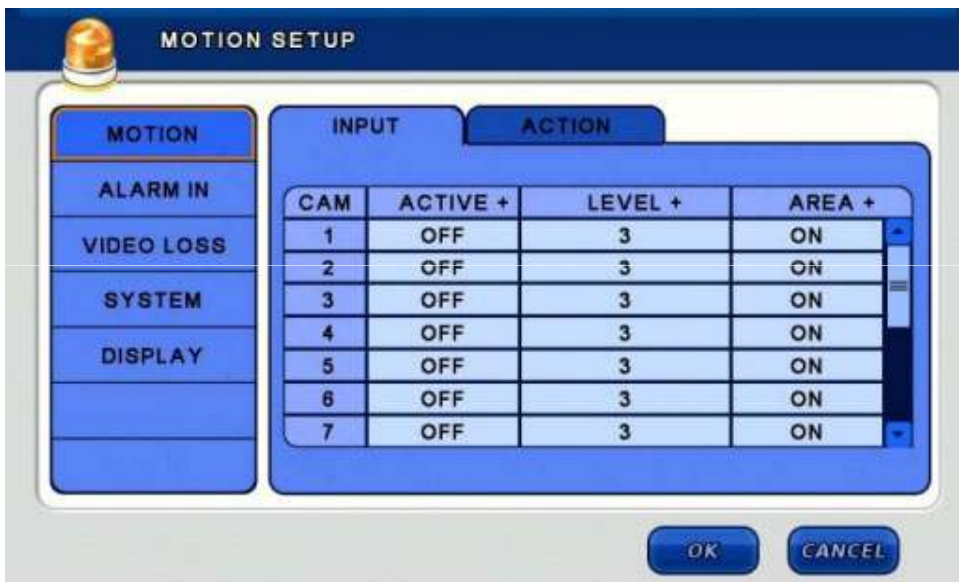 MOTION SETUP
MOTION
ALARM IN
VIDEO LOSS
SYSTEM
DISPLAY
INPUT ACTION
CAM ACTIVE + LEVEL + AREA +
1 OFF 3 ON
2 OFF 3 ON
3 OFF 3 ON
4 OFF 3 ON
5 OFF 3 ON
6 OFF 3 ON
7 OFF 3 ON
OK CANCEL